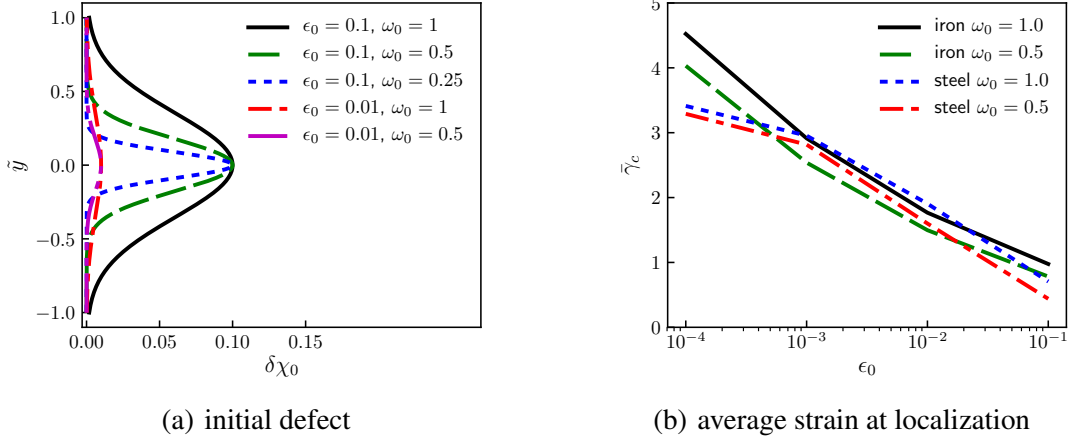 1.0
0.5
0.0
−0.5
−1.0
ỹ
0.00 0.05 0.10 0.15
δχ₀
ϵ₀ = 0.1, ω₀ = 1
ϵ₀ = 0.1, ω₀ = 0.5
ϵ₀ = 0.1, ω₀ = 0.25
ϵ₀ = 0.01, ω₀ = 1
ϵ₀ = 0.01, ω₀ = 0.5
(a) initial defect
5
4
3
2
1
0
γ̄_c
10⁻⁴ 10⁻³ 10⁻² 10⁻¹
ϵ₀
iron ω₀ = 1.0
iron ω₀ = 0.5
steel ω₀ = 1.0
steel ω₀ = 0.5
(b) average strain at localization